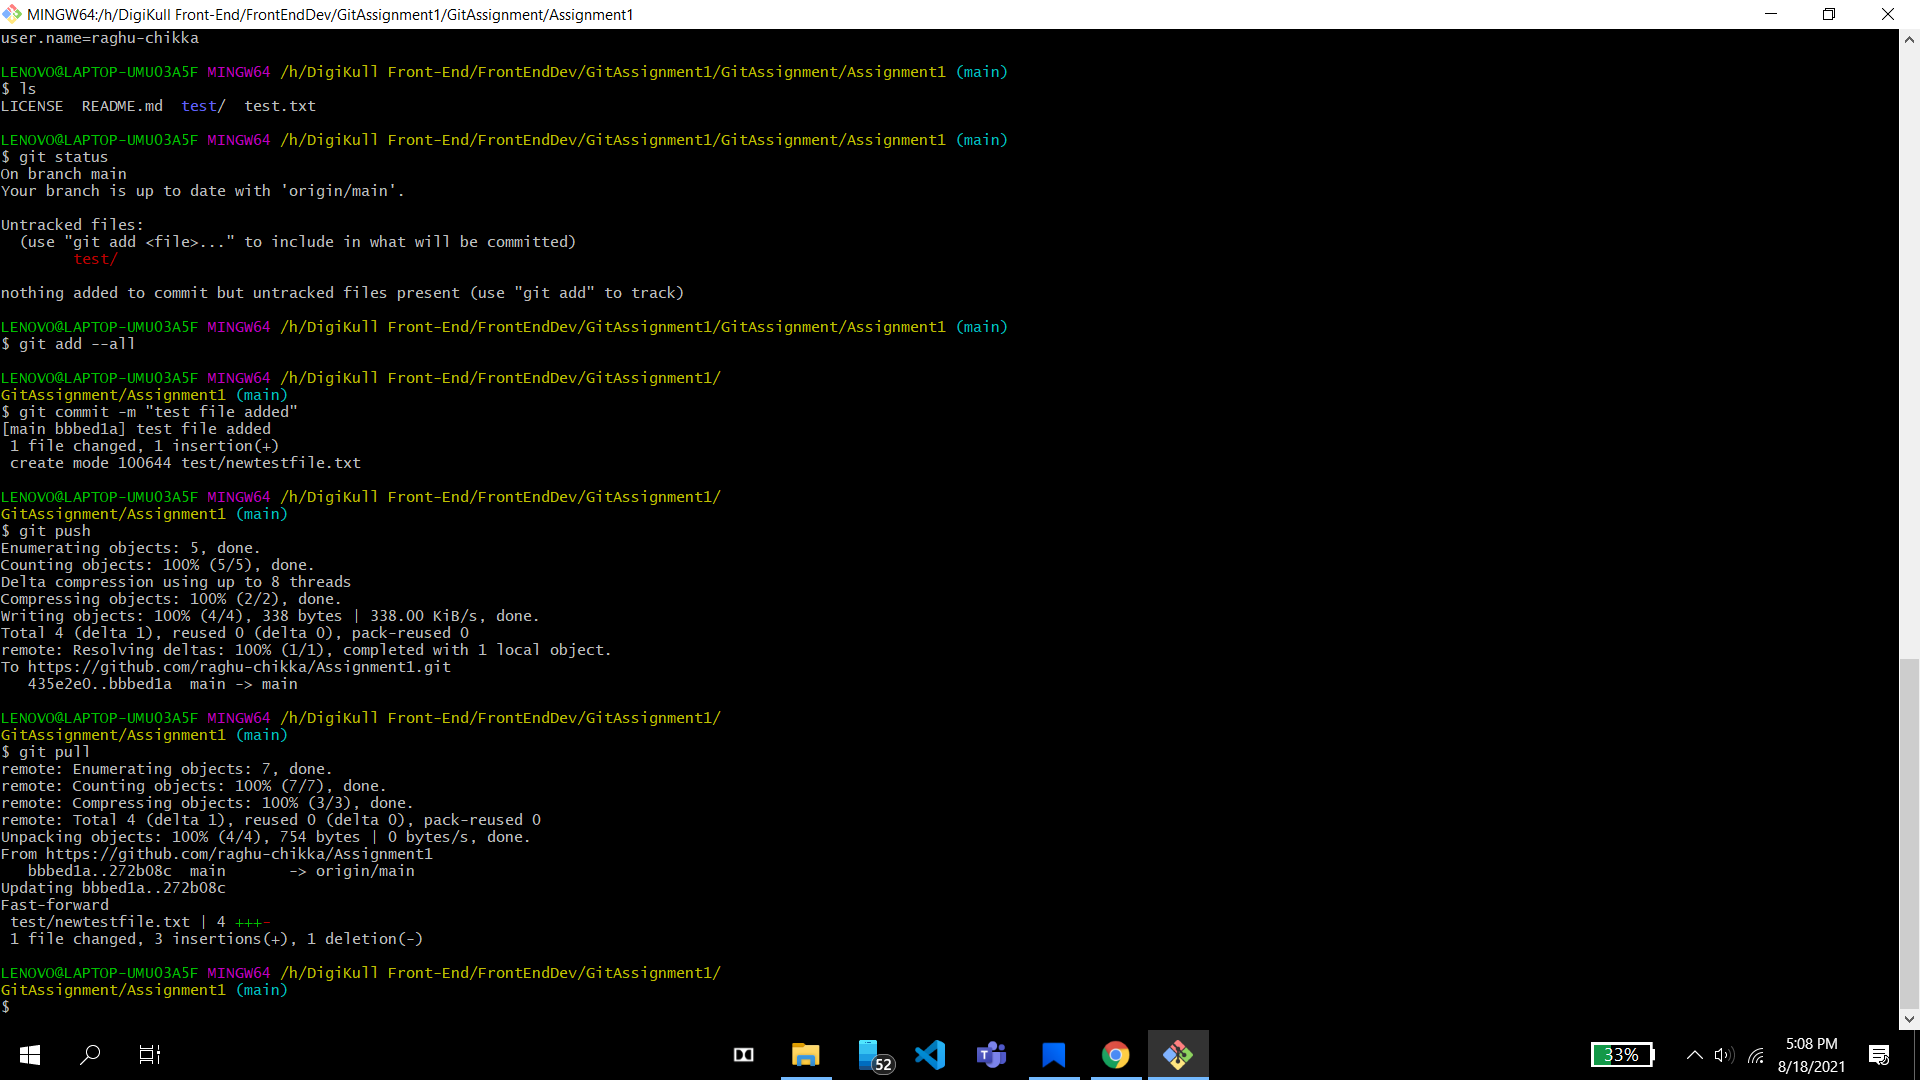 MINGW64:/h/DigiKull Front-End/FrontEndDev/GitAssignment1/GitAssignment/Assignment1
user.name=raghu-chikka
LENOVO@LAPTOP-UMU03A5F MINGW64 /h/DigiKull Front-End/FrontEndDev/GitAssignment1/GitAssignment/Assignment1 (main)
$ ls
LICENSE  README.md  test/  test.txt
LENOVO@LAPTOP-UMU03A5F MINGW64 /h/DigiKull Front-End/FrontEndDev/GitAssignment1/GitAssignment/Assignment1 (main)
$ git status
On branch main
Your branch is up to date with 'origin/main'.
Untracked files:
  (use "git add <file>..." to include in what will be committed)
        test/
nothing added to commit but untracked files present (use "git add" to track)
LENOVO@LAPTOP-UMU03A5F MINGW64 /h/DigiKull Front-End/FrontEndDev/GitAssignment1/GitAssignment/Assignment1 (main)
$ git add --all
LENOVO@LAPTOP-UMU03A5F MINGW64 /h/DigiKull Front-End/FrontEndDev/GitAssignment1/
GitAssignment/Assignment1 (main)
$ git commit -m "test file added"
[main bbbed1a] test file added
 1 file changed, 1 insertion(+)
 create mode 100644 test/newtestfile.txt
LENOVO@LAPTOP-UMU03A5F MINGW64 /h/DigiKull Front-End/FrontEndDev/GitAssignment1/
GitAssignment/Assignment1 (main)
$ git push
Enumerating objects: 5, done.
Counting objects: 100% (5/5), done.
Delta compression using up to 8 threads
Compressing objects: 100% (2/2), done.
Writing objects: 100% (4/4), 338 bytes | 338.00 KiB/s, done.
Total 4 (delta 1), reused 0 (delta 0), pack-reused 0
remote: Resolving deltas: 100% (1/1), completed with 1 local object.
To https://github.com/raghu-chikka/Assignment1.git
   435e2e0..bbbed1a  main -> main
LENOVO@LAPTOP-UMU03A5F MINGW64 /h/DigiKull Front-End/FrontEndDev/GitAssignment1/
GitAssignment/Assignment1 (main)
$ git pull
remote: Enumerating objects: 7, done.
remote: Counting objects: 100% (7/7), done.
remote: Compressing objects: 100% (3/3), done.
remote: Total 4 (delta 1), reused 0 (delta 0), pack-reused 0
Unpacking objects: 100% (4/4), 754 bytes | 0 bytes/s, done.
From https://github.com/raghu-chikka/Assignment1
   bbbed1a..272b08c  main       -> origin/main
Updating bbbed1a..272b08c
Fast-forward
 test/newtestfile.txt | 4 +++-
 1 file changed, 3 insertions(+), 1 deletion(-)
LENOVO@LAPTOP-UMU03A5F MINGW64 /h/DigiKull Front-End/FrontEndDev/GitAssignment1/
GitAssignment/Assignment1 (main)
$
52
33%
5:08 PM
8/18/2021